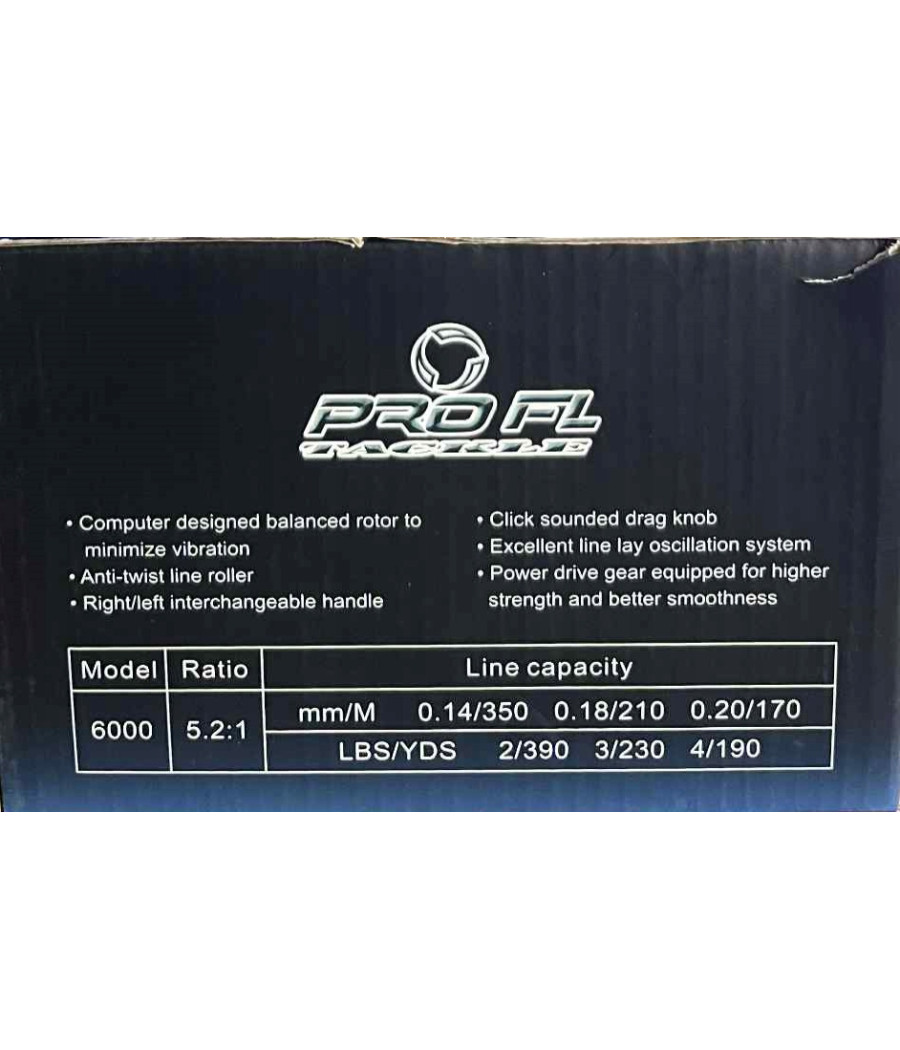 PRO FL
TACKLE
• Computer designed balanced rotor to
minimize vibration
• Anti-twist line roller
• Right/left interchangeable handle
• Click sounded drag knob
• Excellent line lay oscillation system
• Power drive gear equipped for higher
strength and better smoothness
Model Ratio Line capacity
6000 5.2:1
mm/M 0.14/350 0.18/210 0.20/170
LBS/YDS 2/390 3/230 4/190